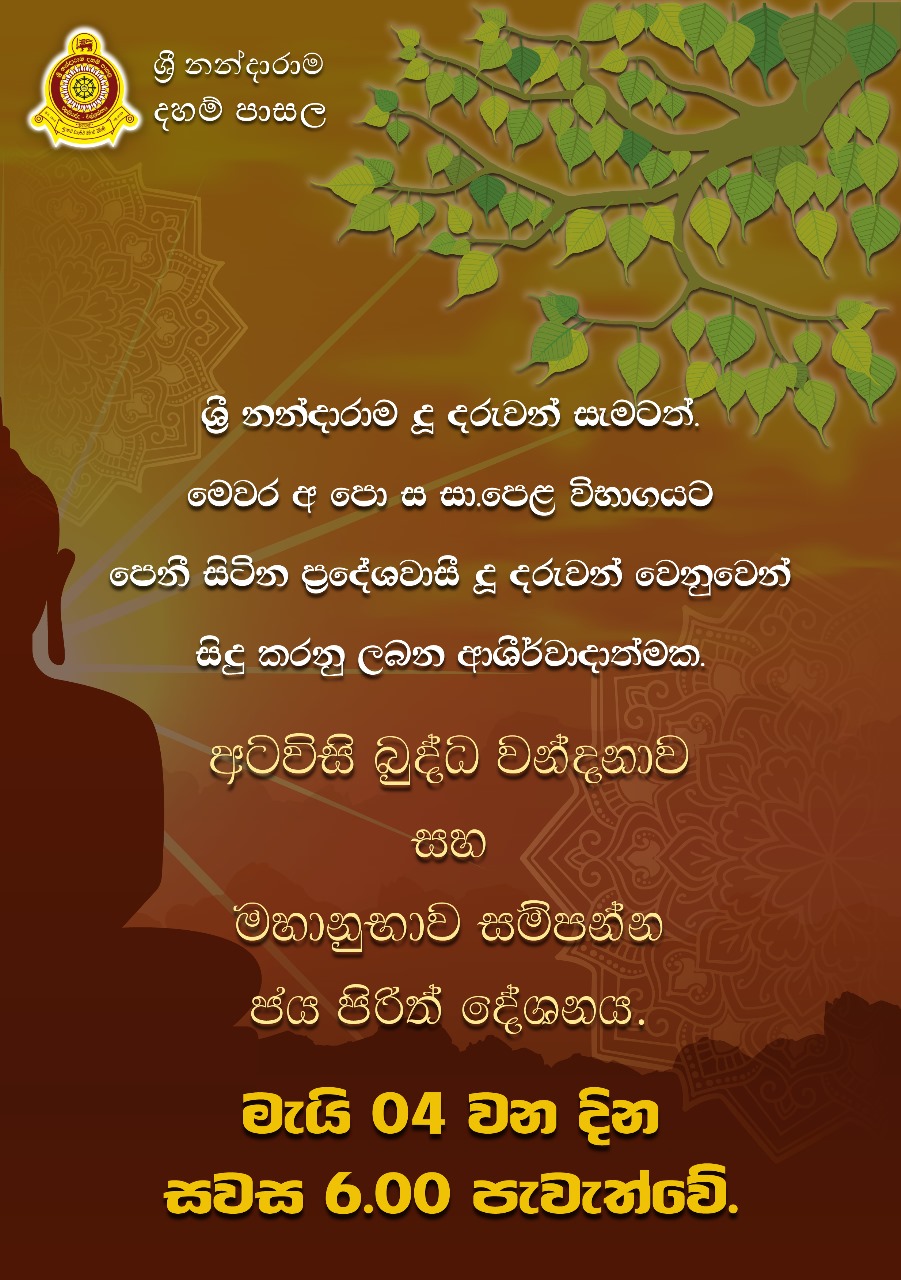 ශ්‍රී නන්දාරාම
දහම් පාසල
ශ්‍රී නන්දාරාම දූ දරුවන් සැමටත්.
මෙවර අ පො ස සා.පෙළ විභාගයට
පෙනී සිටින ප්‍රදේශවාසී දූ දරුවන් වෙනුවෙන්
සිදු කරනු ලබන ආශීර්වාදාත්මක.
අටවිසි බුද්ධ වන්දනාව
සහ
මහානුභාව සම්පන්න
ජය පිරිත් දේශනය.
මැයි 04 වන දින
සවස 6.00 පැවැත්වේ.